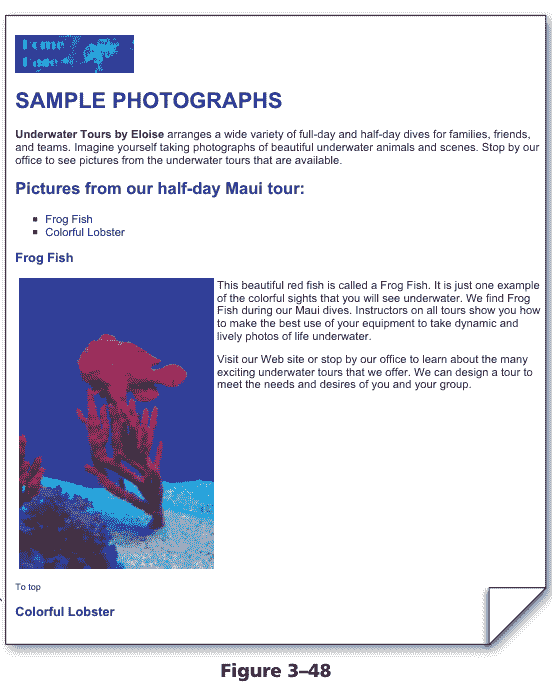 Home
Page
SAMPLE PHOTOGRAPHS
Underwater Tours by Eloise arranges a wide variety of full-day and half-day dives for families, friends,
and teams. Imagine yourself taking photographs of beautiful underwater animals and scenes. Stop by our
office to see pictures from the underwater tours that are available.
Pictures from our half-day Maui tour:
Frog Fish
Colorful Lobster
Frog Fish
This beautiful red fish is called a Frog Fish. It is just one example
of the colorful sights that you will see underwater. We find Frog
Fish during our Maui dives. Instructors on all tours show you how
to make the best use of your equipment to take dynamic and
lively photos of life underwater.
Visit our Web site or stop by our office to learn about the many
exciting underwater tours that we offer. We can design a tour to
meet the needs and desires of you and your group.
To top
Colorful Lobster
Figure 3–48